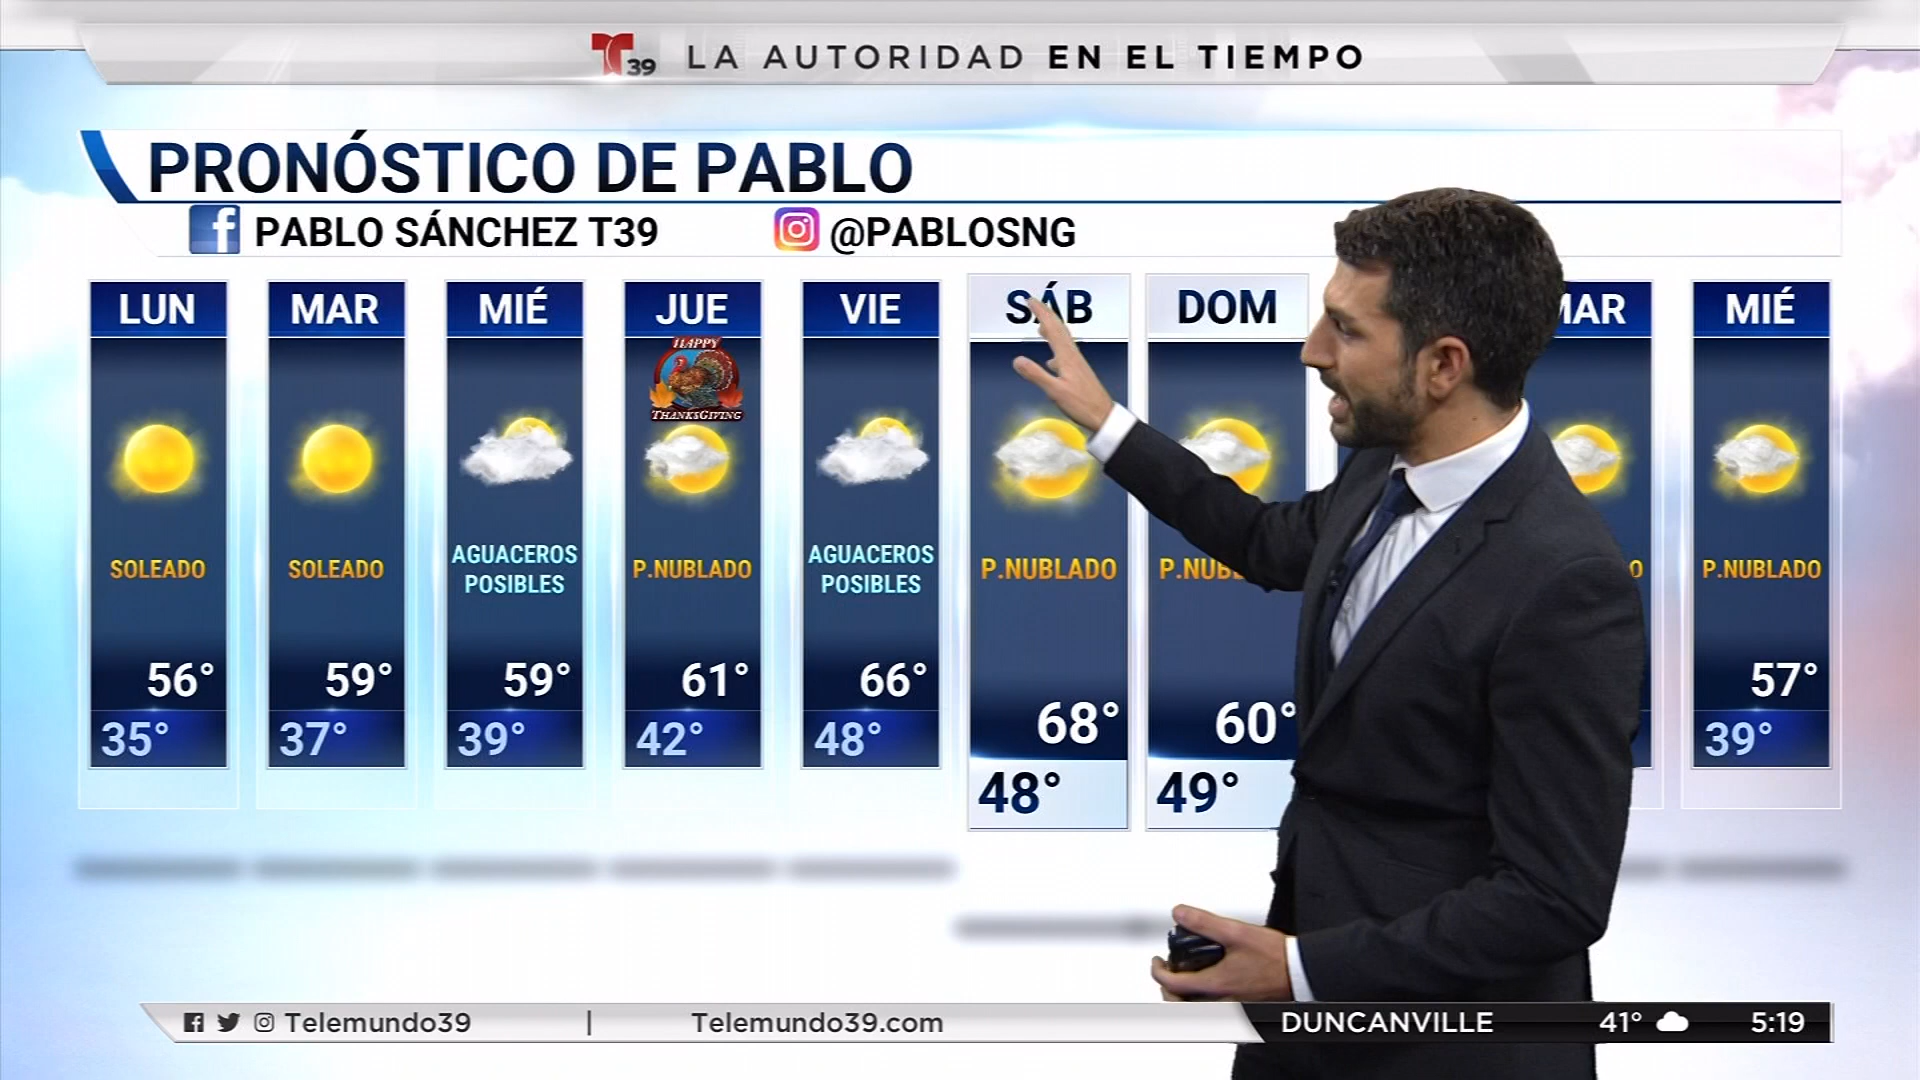 T39 LA AUTORIDAD EN EL TIEMPO
PRONÓSTICO DE PABLO
f PABLO SÁNCHEZ T39 @PABLOSNG
LUN MAR MIÉ JUE VIE SÁB DOM MAR MIÉ
HAPPY
THANKSGIVING
SOLEADO SOLEADO AGUACEROS POSIBLES P.NUBLADO AGUACEROS POSIBLES P.NUBLADO P.NUBL O P.NUBLADO
56° 59° 59° 61° 66° 68° 60° 57°
35° 37° 39° 42° 48° 48° 49° 39°
Telemundo39 | Telemundo39.com DUNCANVILLE 41° 5:19